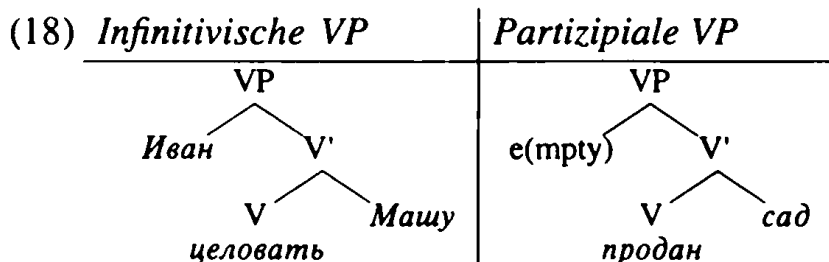 (18) Infinitivische VP Partizipiale VP
VP VP
Иван V' e(mpty) V'
V Машу V сад
целовать продан